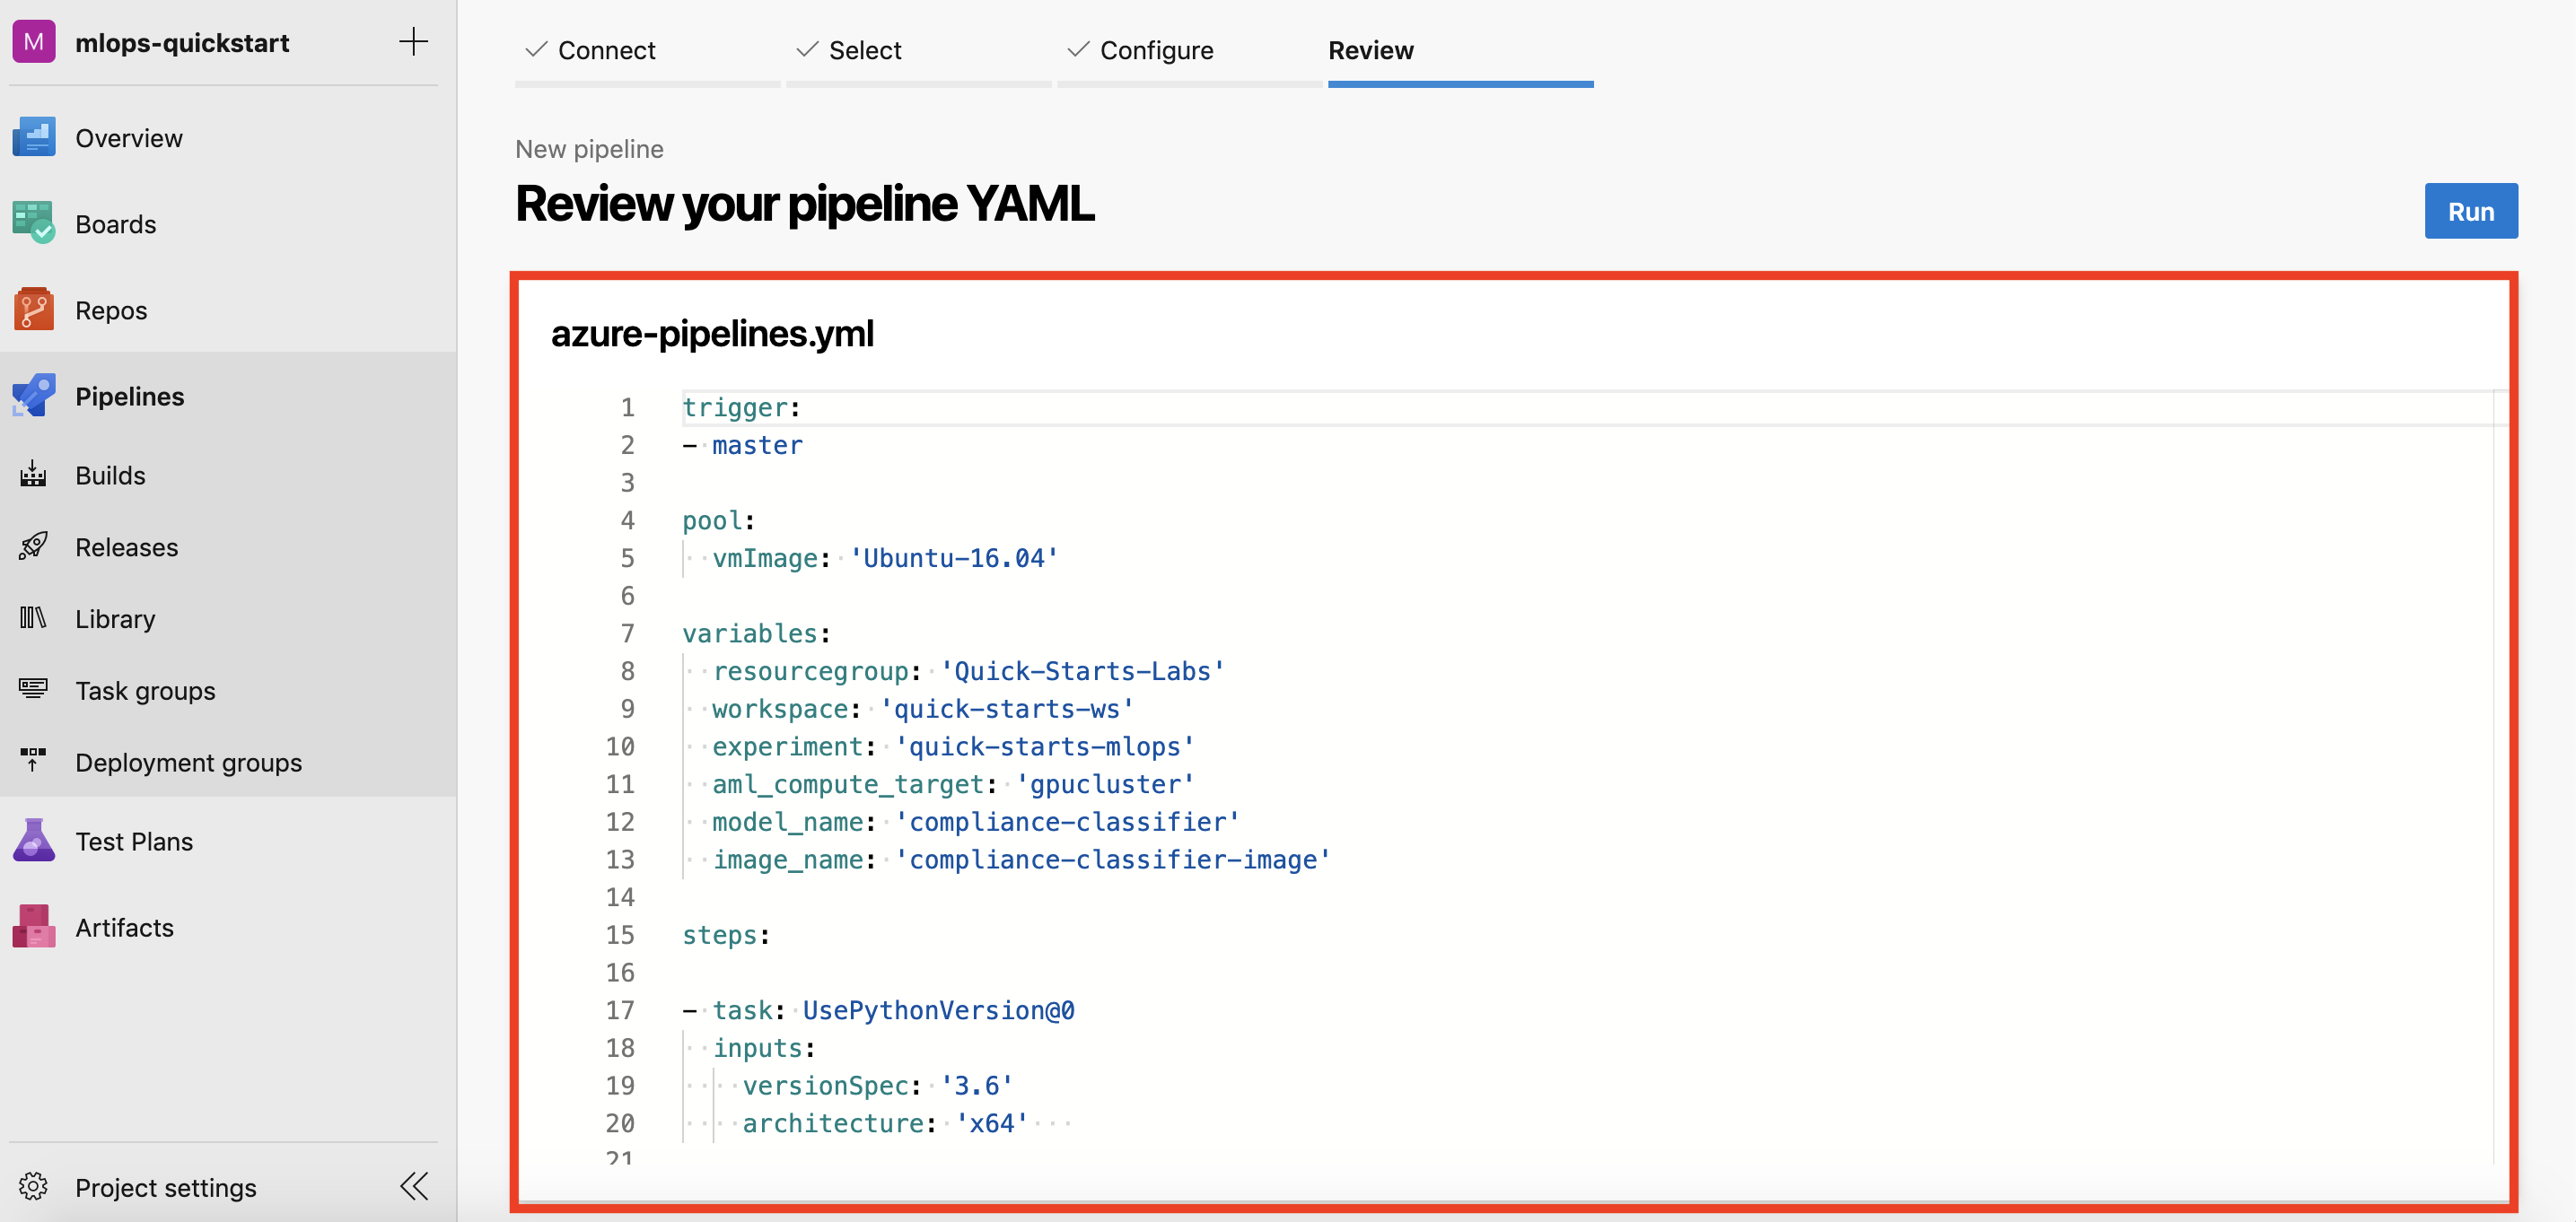 M
mlops-quickstart
Overview
Boards
Repos
Pipelines
Builds
Releases
Library
Task groups
Deployment groups
Test Plans
Artifacts
Project settings
Connect
Select
Configure
Review
New pipeline
Review your pipeline YAML
Run
azure-pipelines.yml
1 trigger:
2 - master
3
4 pool:
5   vmImage: 'Ubuntu-16.04'
6
7 variables:
8   resourcegroup: 'Quick-Starts-Labs'
9   workspace: 'quick-starts-ws'
10   experiment: 'quick-starts-mlops'
11   aml_compute_target: 'gpucluster'
12   model_name: 'compliance-classifier'
13   image_name: 'compliance-classifier-image'
14
15 steps:
16
17 - task: UsePythonVersion@0
18   inputs:
19     versionSpec: '3.6'
20     architecture: 'x64'
21